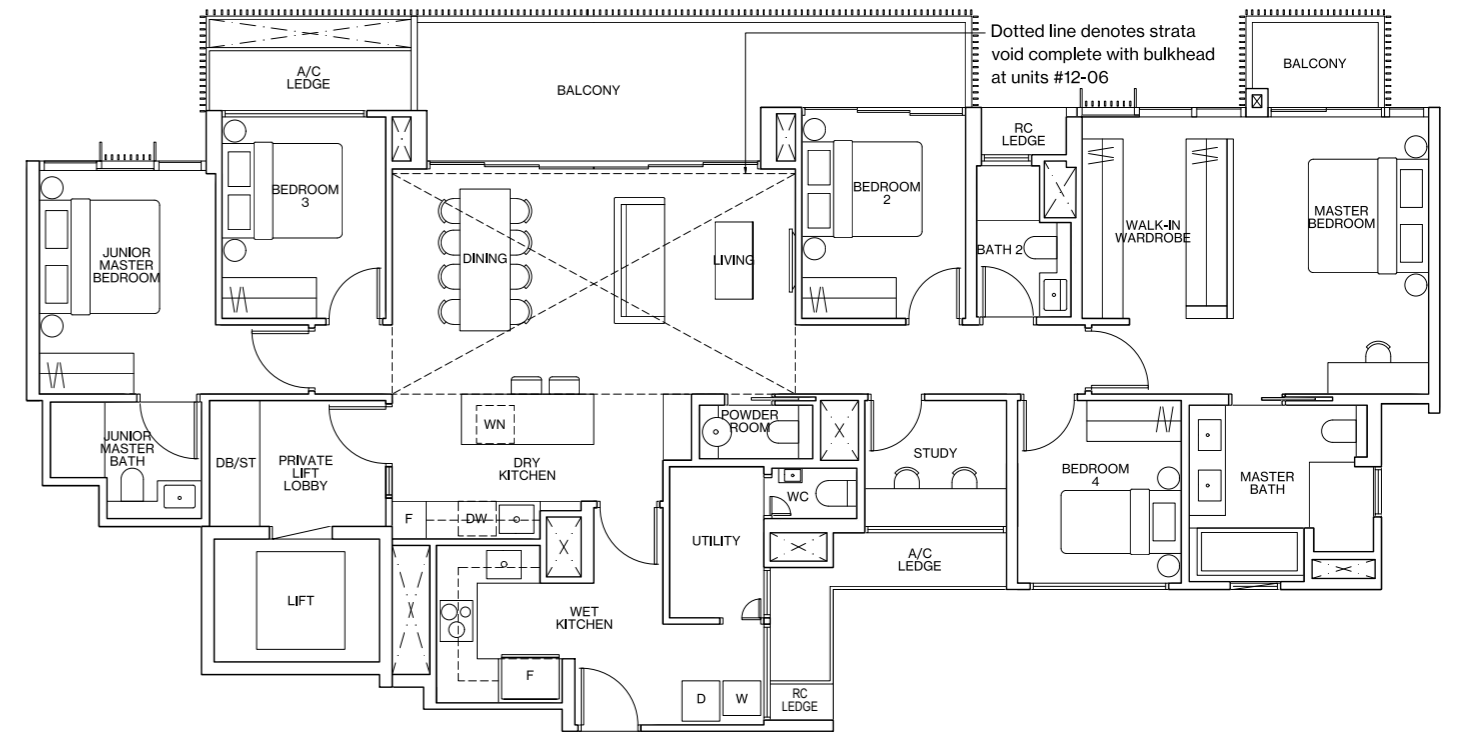 Dotted line denotes strata
void complete with bulkhead
at units #12-06
A/C
LEDGE
BALCONY
BALCONY
RC
LEDGE
BEDROOM
3
BEDROOM
2
JUNIOR
MASTER
BEDROOM
DINING
LIVING
BATH 2
WALK-IN
WARDROBE
MASTER
BEDROOM
JUNIOR
MASTER
BATH
DB/ST
PRIVATE
LIFT
LOBBY
WN
DRY
KITCHEN
POWDER
ROOM
STUDY
BEDROOM
4
MASTER
BATH
F
DW
WC
UTILITY
A/C
LEDGE
LIFT
WET
KITCHEN
F
D
W
RC
LEDGE